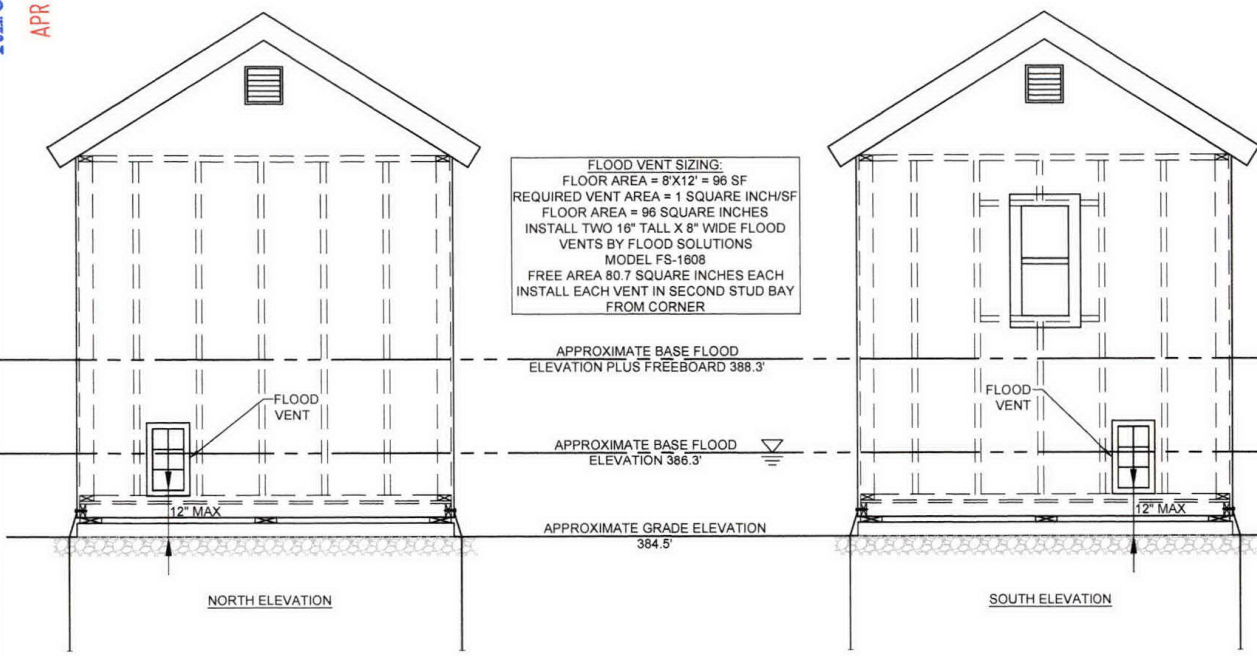 APR
FLOOD VENT SIZING:
FLOOR AREA = 8'X12' = 96 SF
REQUIRED VENT AREA = 1 SQUARE INCH/SF
FLOOR AREA = 96 SQUARE INCHES
INSTALL TWO 16" TALL X 8" WIDE FLOOD
VENTS BY FLOOD SOLUTIONS
MODEL FS-1608
FREE AREA 80.7 SQUARE INCHES EACH
INSTALL EACH VENT IN SECOND STUD BAY
FROM CORNER
APPROXIMATE BASE FLOOD
ELEVATION PLUS FREEBOARD 388.3'
FLOOD
VENT
FLOOD
VENT
APPROXIMATE BASE FLOOD
ELEVATION 386.3'
12" MAX
12" MAX
APPROXIMATE GRADE ELEVATION
384.5'
NORTH ELEVATION
SOUTH ELEVATION